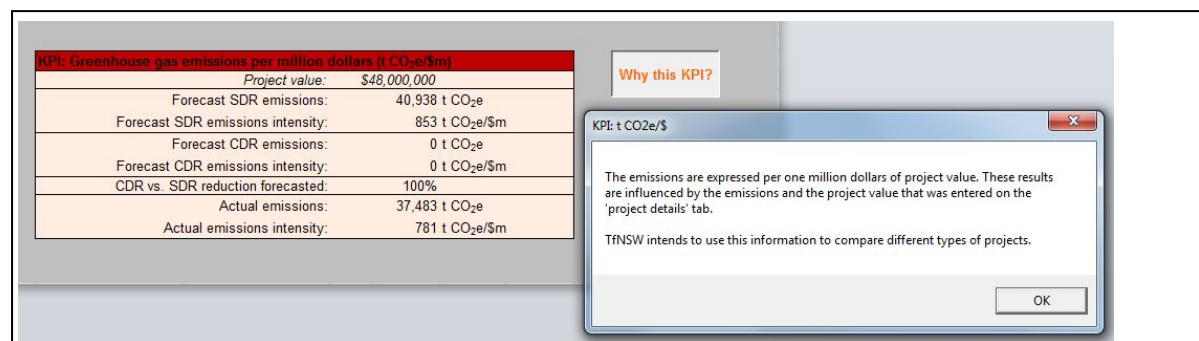 KPI: Greenhouse gas emissions per million dollars (t CO₂e/$m)
Project value: $48,000,000
Forecast SDR emissions: 40,938 t CO₂e
Forecast SDR emissions intensity: 853 t CO₂e/$m
Forecast CDR emissions: 0 t CO₂e
Forecast CDR emissions intensity: 0 t CO₂e/$m
CDR vs. SDR reduction forecasted: 100%
Actual emissions: 37,483 t CO₂e
Actual emissions intensity: 781 t CO₂e/$m
Why this KPI?
KPI: t CO2e/$
The emissions are expressed per one million dollars of project value. These results
are influenced by the emissions and the project value that was entered on the
'project details' tab.
TfNSW intends to use this information to compare different types of projects.
OK